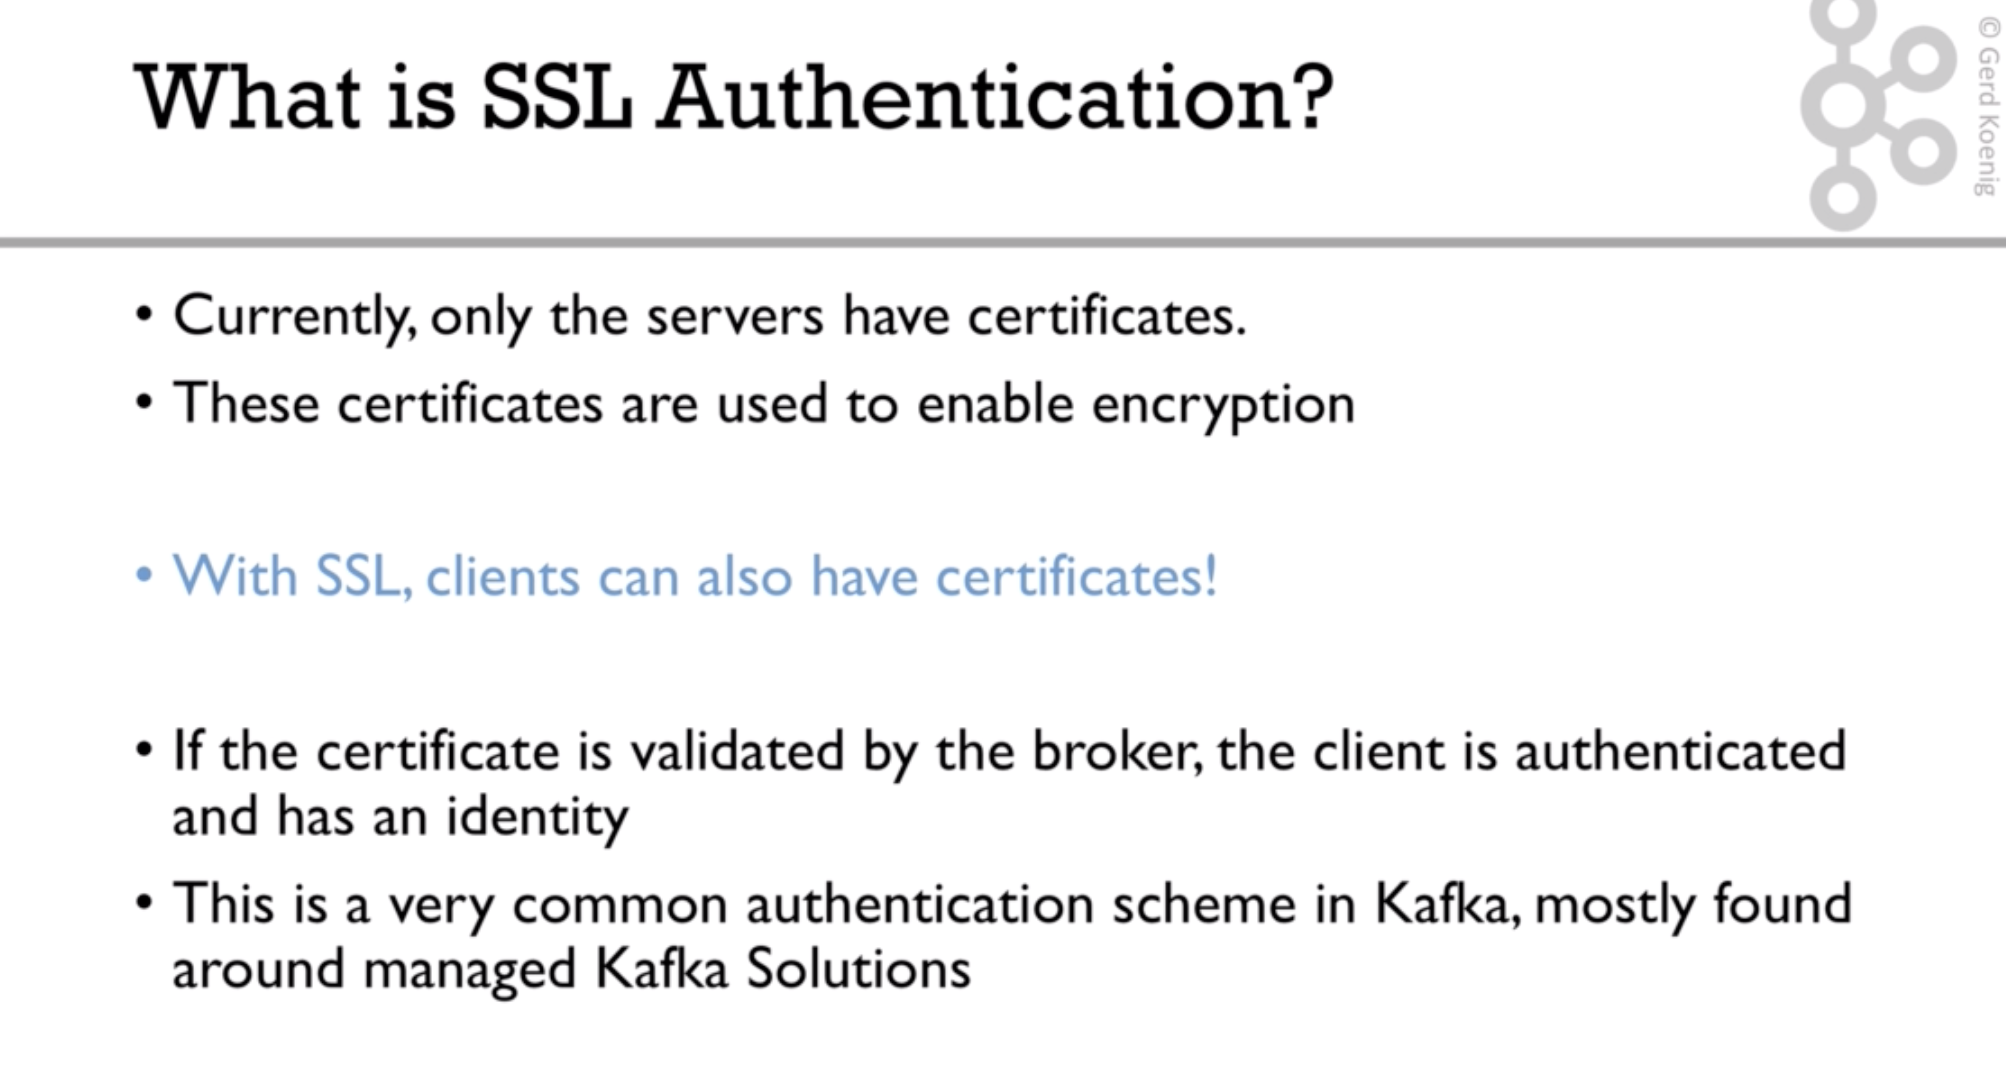 What is SSL Authentication?
© Gerd Koenig
• Currently, only the servers have certificates.
• These certificates are used to enable encryption
• With SSL, clients can also have certificates!
• If the certificate is validated by the broker, the client is authenticated
and has an identity
• This is a very common authentication scheme in Kafka, mostly found
around managed Kafka Solutions